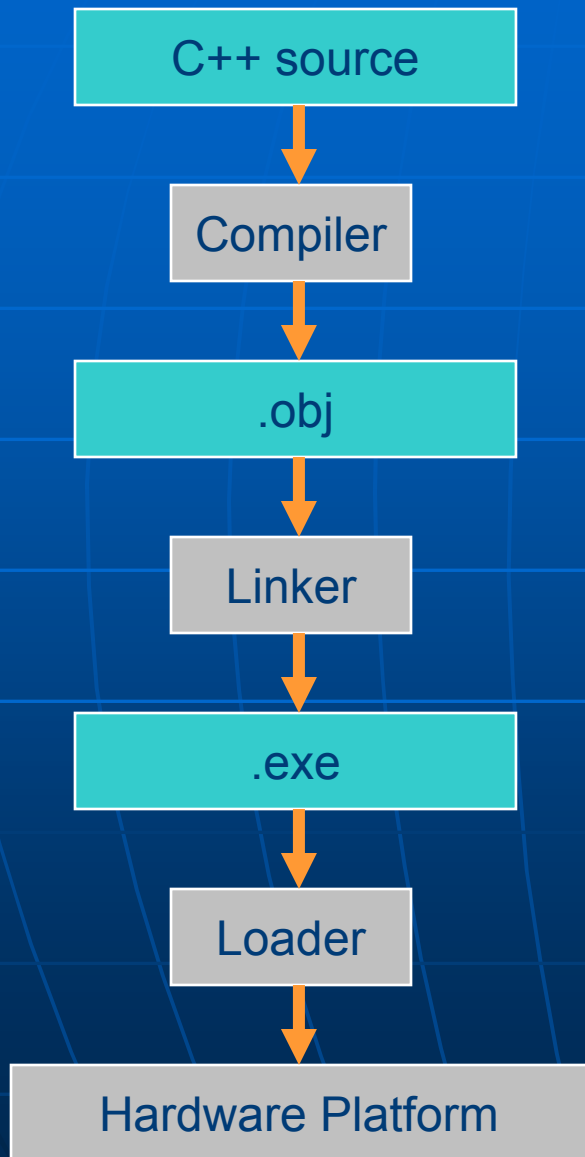 C++ source
Compiler
.obj
Linker
.exe
Loader
Hardware Platform